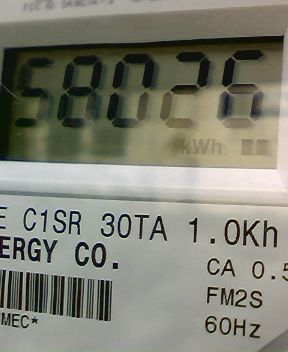 58026
kWh
E C1SR 30TA 1.0Kh
ERGY CO.
CA 0.5
FM2S
MEC*
60Hz